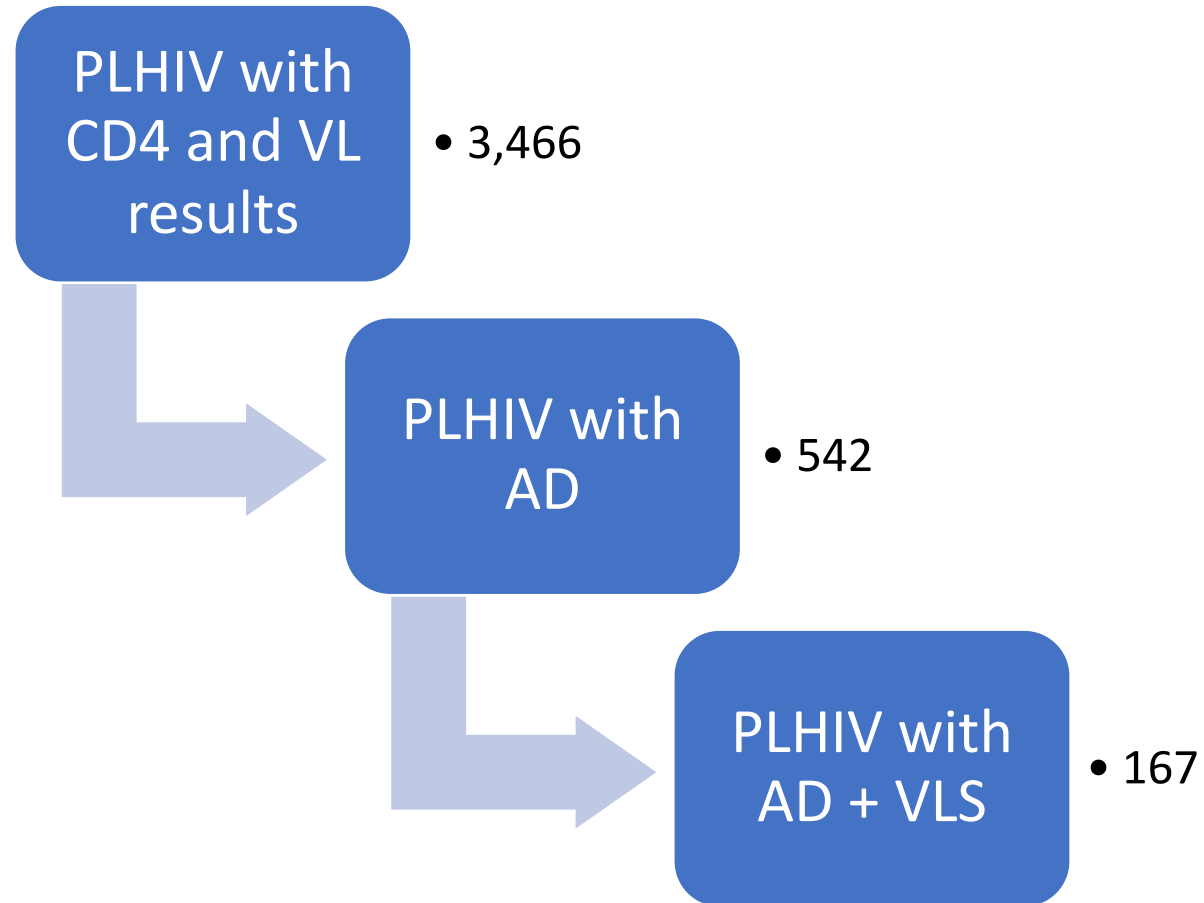 PLHIV with
CD4 and VL
results
• 3,466
PLHIV with
AD
• 542
PLHIV with
AD + VLS
• 167